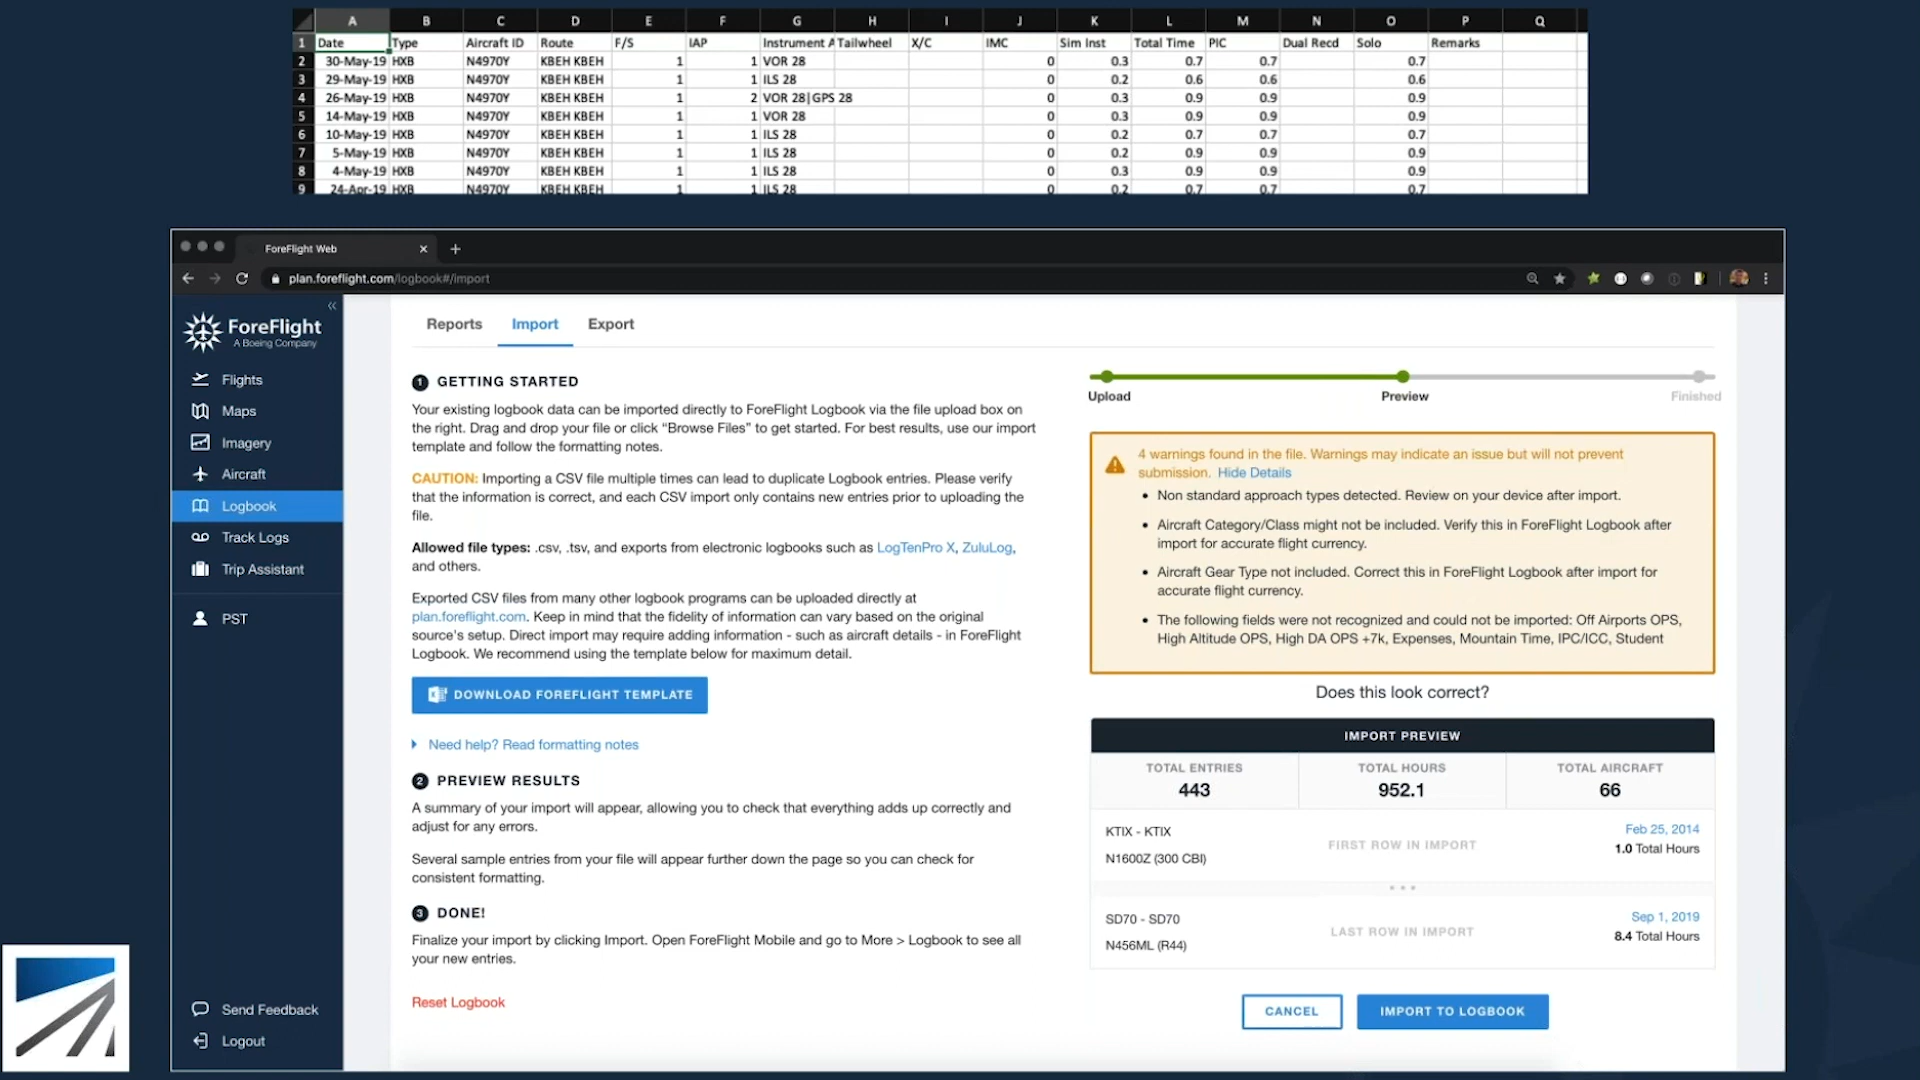 A B C D E F G H I J K L M N O P Q
1 Date Type Aircraft ID Route F/S IAP Instrument A Tailwheel X/C IMC Sim Inst Total Time PIC Dual Recd Solo Remarks
2 30-May-19 HXB N4970Y KBEH KBEH 1 1 VOR 28 0 0.3 0.7 0.7 0.7
3 29-May-19 HXB N4970Y KBEH KBEH 1 1 ILS 28 0 0.2 0.6 0.6 0.6
4 26-May-19 HXB N4970Y KBEH KBEH 1 2 VOR 28|GPS 28 0 0.3 0.9 0.9 0.9
5 14-May-19 HXB N4970Y KBEH KBEH 1 1 VOR 28 0 0.3 0.9 0.9 0.9
6 10-May-19 HXB N4970Y KBEH KBEH 1 1 ILS 28 0 0.2 0.7 0.7 0.7
7 5-May-19 HXB N4970Y KBEH KBEH 1 1 ILS 28 0 0.2 0.9 0.9 0.9
8 4-May-19 HXB N4970Y KBEH KBEH 1 1 ILS 28 0 0.3 0.9 0.9 0.9
9 24-Apr-19 HXB N4970Y KBEH KBEH 1 1 ILS 28 0 0.2 0.7 0.7 0.7
ForeFlight Web
plan.foreflight.com/logbook#/import
ForeFlight
A Boeing Company
Flights
Maps
Imagery
Aircraft
Logbook
Track Logs
Trip Assistant
PST
Send Feedback
Logout
Reports Import Export
1 GETTING STARTED
Your existing logbook data can be imported directly to ForeFlight Logbook via the file upload box on
the right. Drag and drop your file or click “Browse Files” to get started. For best results, use our import
template and follow the formatting notes.
CAUTION: Importing a CSV file multiple times can lead to duplicate Logbook entries. Please verify
that the information is correct, and each CSV import only contains new entries prior to uploading the
file.
Allowed file types: .csv, .tsv, and exports from electronic logbooks such as LogTenPro X, ZuluLog,
and others.
Exported CSV files from many other logbook programs can be uploaded directly at
plan.foreflight.com. Keep in mind that the fidelity of information can vary based on the original
source's setup. Direct import may require adding information - such as aircraft details - in ForeFlight
Logbook. We recommend using the template below for maximum detail.
DOWNLOAD FOREFLIGHT TEMPLATE
Need help? Read formatting notes
2 PREVIEW RESULTS
A summary of your import will appear, allowing you to check that everything adds up correctly and
adjust for any errors.
Several sample entries from your file will appear further down the page so you can check for
consistent formatting.
3 DONE!
Finalize your import by clicking Import. Open ForeFlight Mobile and go to More > Logbook to see all
your new entries.
Reset Logbook
Upload Preview Finished
4 warnings found in the file. Warnings may indicate an issue but will not prevent
submission. Hide Details
• Non standard approach types detected. Review on your device after import.
• Aircraft Category/Class might not be included. Verify this in ForeFlight Logbook after
import for accurate flight currency.
• Aircraft Gear Type not included. Correct this in ForeFlight Logbook after import for
accurate flight currency.
• The following fields were not recognized and could not be imported: Off Airports OPS,
High Altitude OPS, High DA OPS +7k, Expenses, Mountain Time, IPC/ICC, Student
Does this look correct?
IMPORT PREVIEW
TOTAL ENTRIES TOTAL HOURS TOTAL AIRCRAFT
443 952.1 66
KTIX - KTIX Feb 25, 2014
FIRST ROW IN IMPORT
N1600Z (300 CBI) 1.0 Total Hours
SD70 - SD70 Sep 1, 2019
LAST ROW IN IMPORT
N456ML (R44) 8.4 Total Hours
CANCEL IMPORT TO LOGBOOK